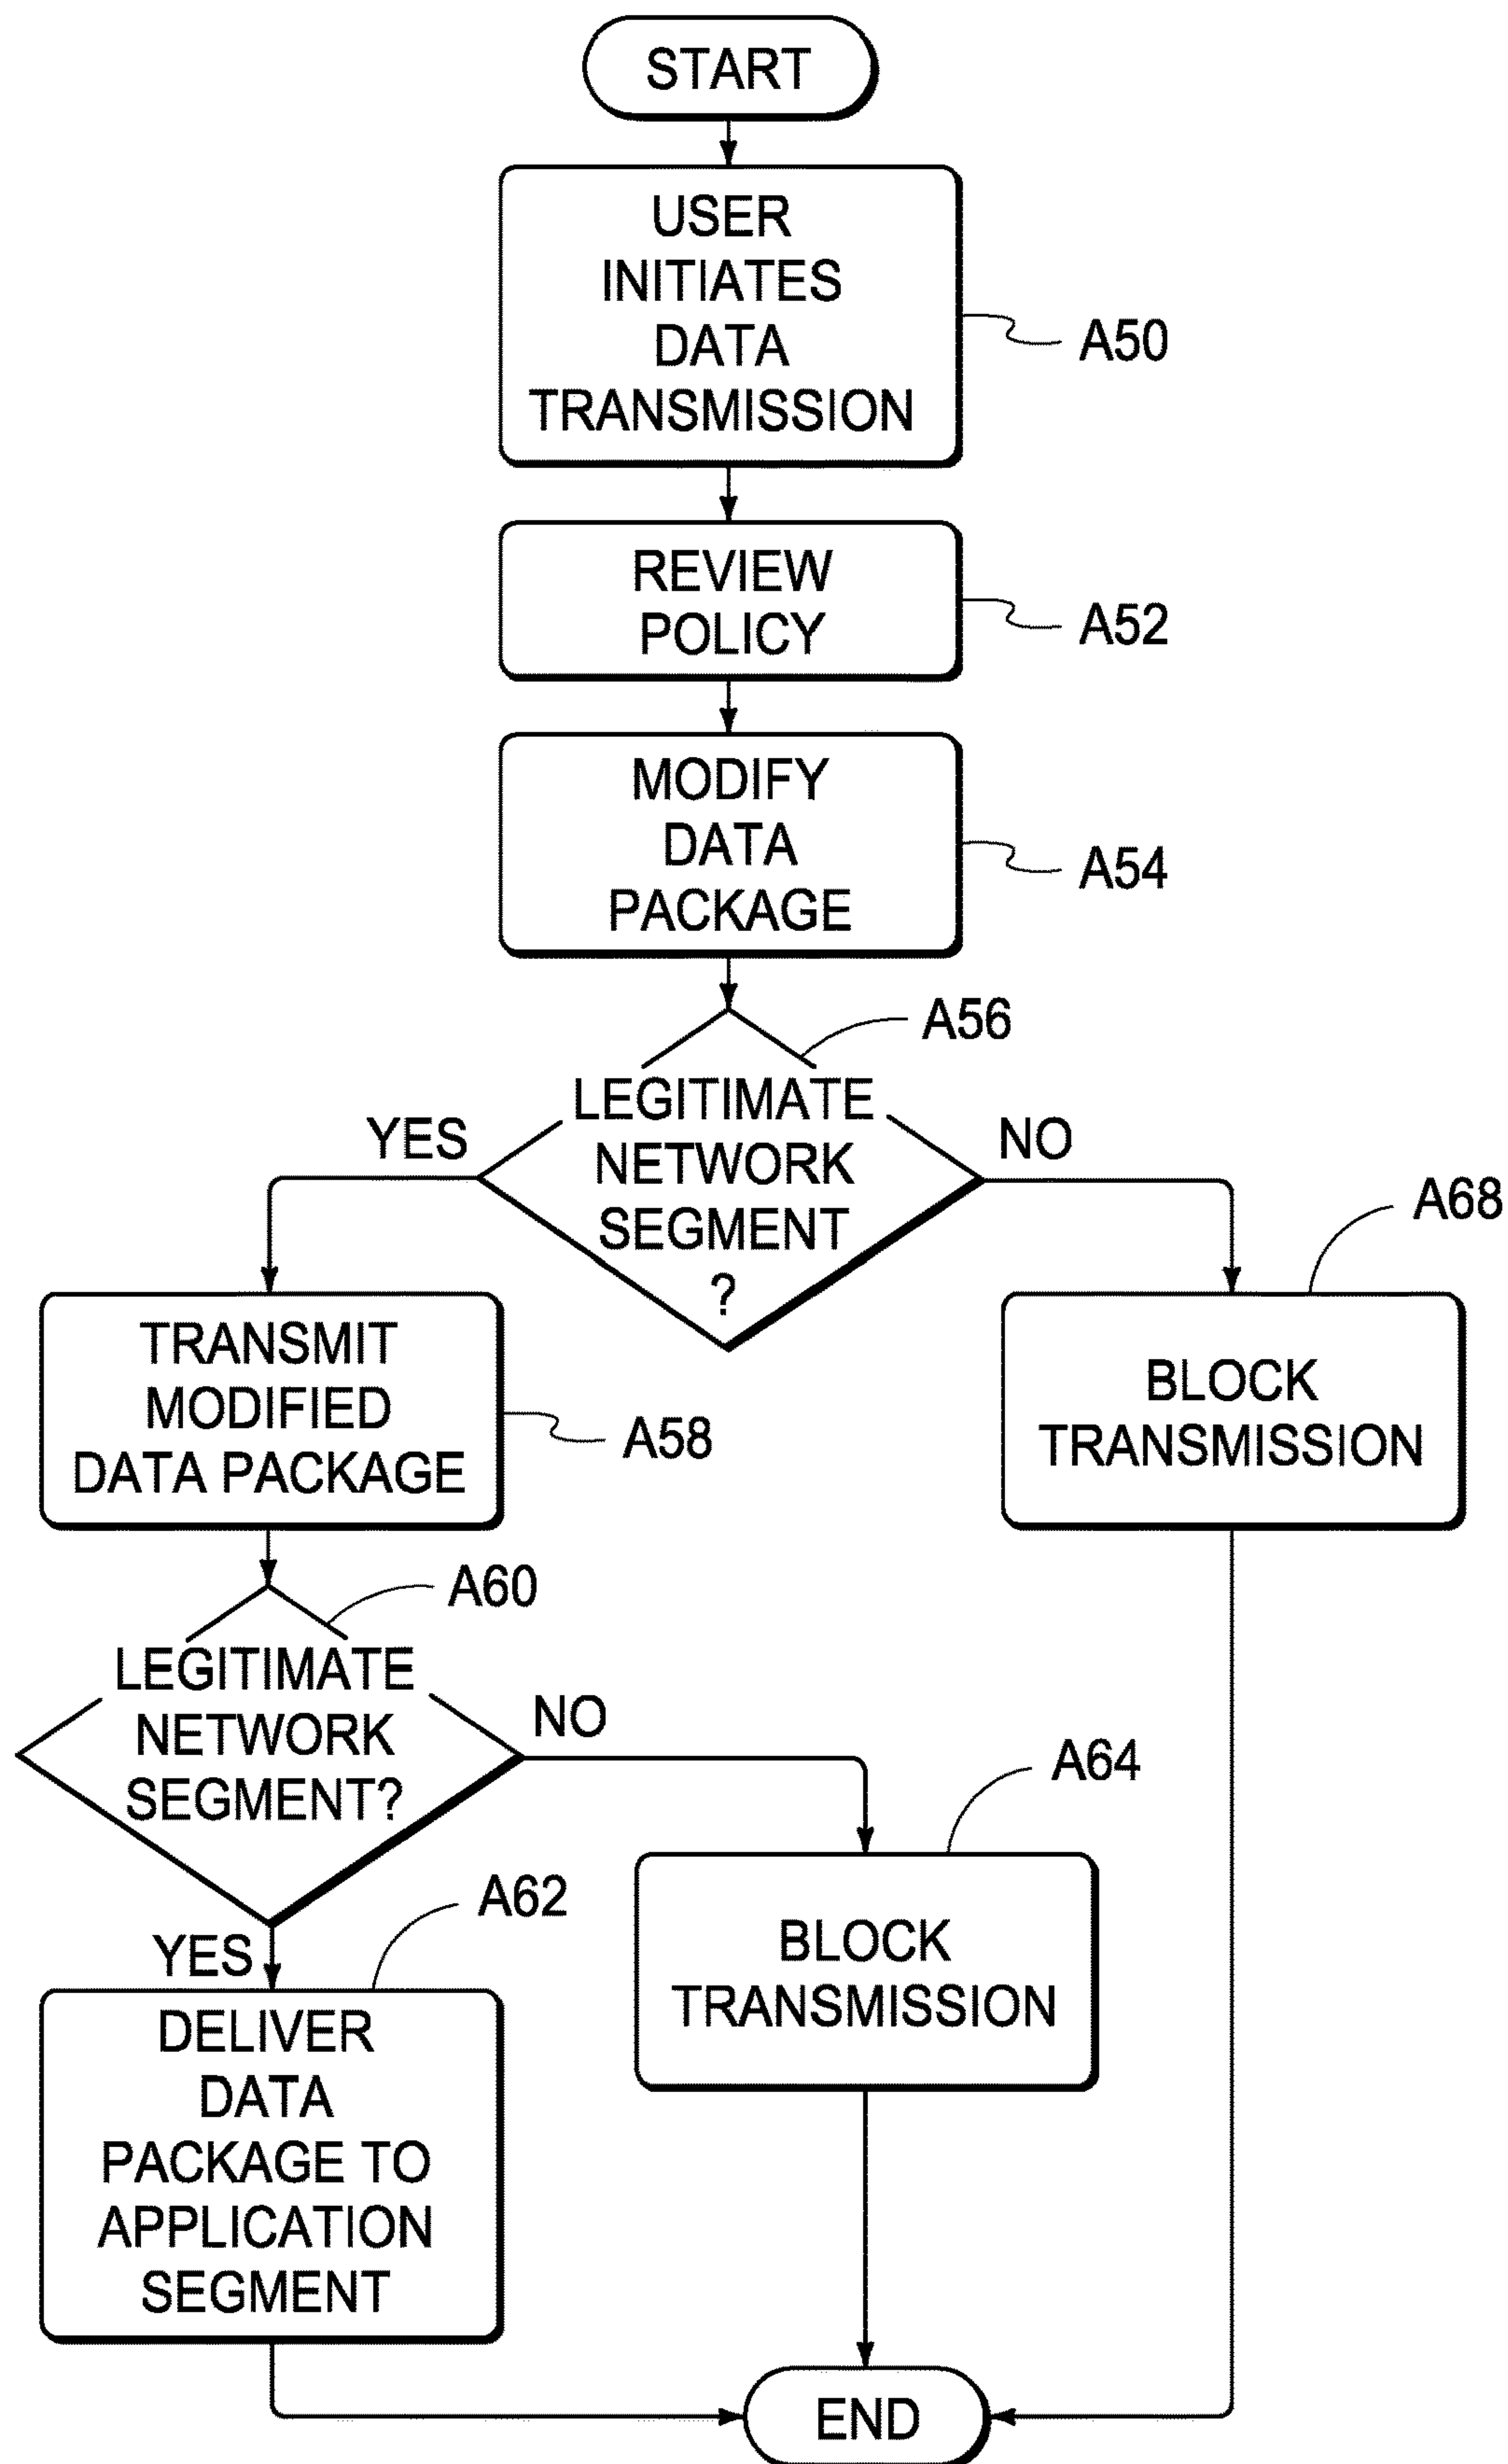 START
USER
INITIATES
DATA
TRANSMISSION
A50
REVIEW
POLICY
A52
MODIFY
DATA
PACKAGE
A54
A56
LEGITIMATE
NETWORK
SEGMENT
?
YES
NO
A68
TRANSMIT
MODIFIED
DATA PACKAGE
A58
BLOCK
TRANSMISSION
A60
LEGITIMATE
NETWORK
SEGMENT?
NO
A64
YES
A62
BLOCK
TRANSMISSION
DELIVER
DATA
PACKAGE TO
APPLICATION
SEGMENT
END